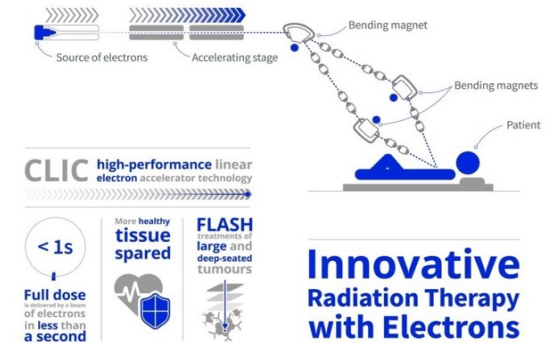 Bending magnet
Source of electrons
Accelerating stage
Bending magnets
Patient
CLIC high-performance linear
electron accelerator technology
< 1s
Full dose
is delivered by a beam
of electrons
in less than
a second
More healthy
tissue
spared
FLASH
treatments of
large and
deep-seated
tumours
Innovative
Radiation Therapy
with Electrons